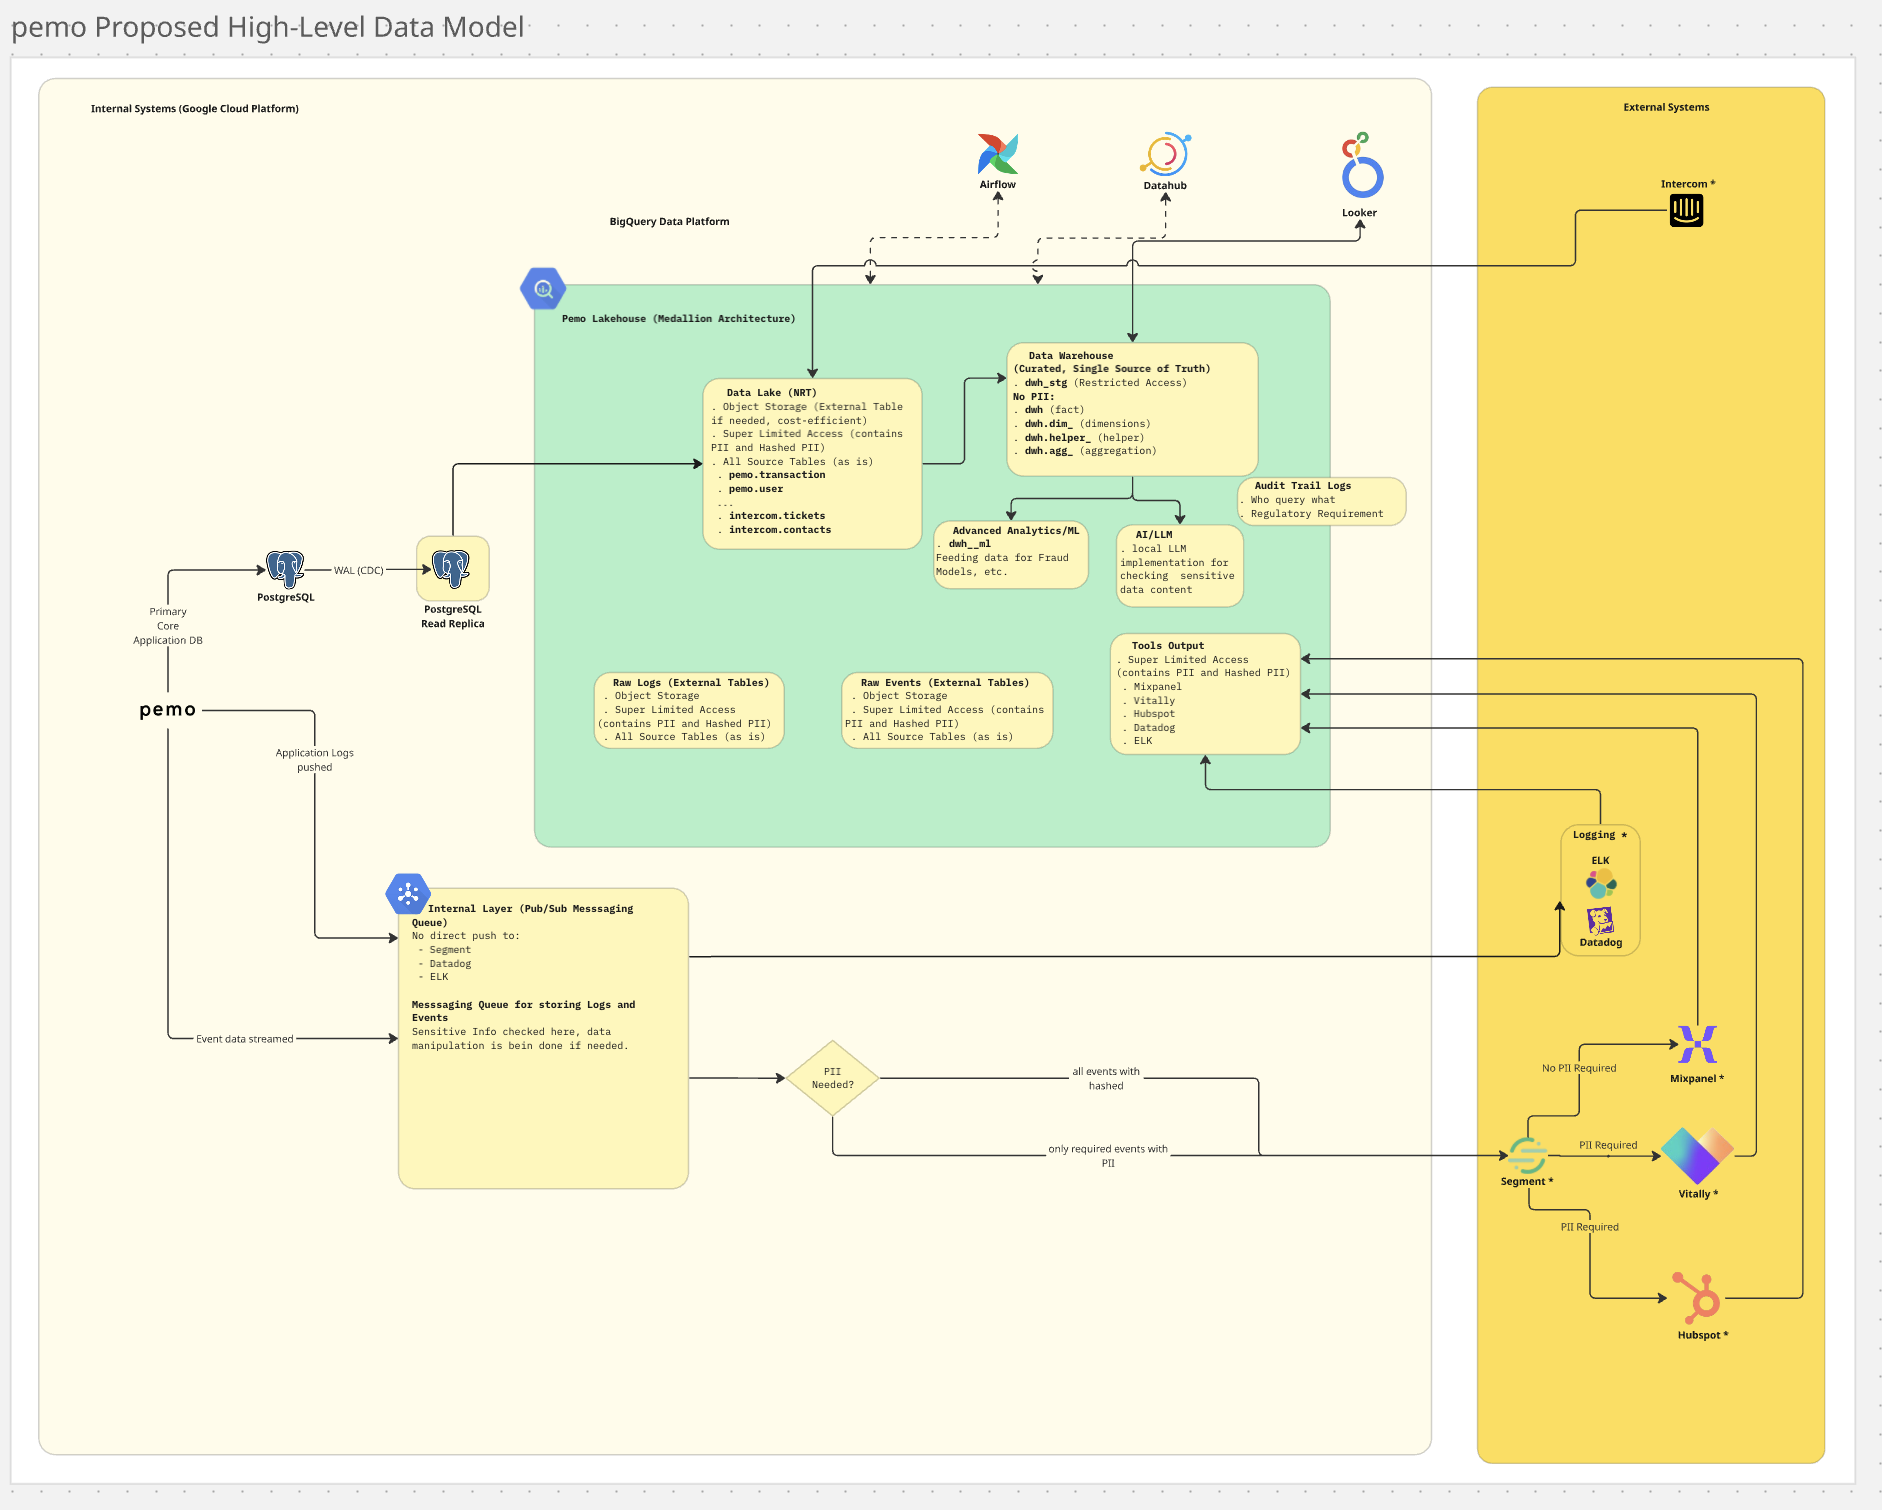 pemo Proposed High-Level Data Model
Internal Systems (Google Cloud Platform)
External Systems
Airflow
Datahub
Looker
Intercom *
BigQuery Data Platform
Pemo Lakehouse (Medallion Architecture)
Data Lake (NRT)
. Object Storage (External Table
if needed, cost-efficient)
. Super Limited Access (contains
PII and Hashed PII)
. All Source Tables (as is)
. pemo.transaction
. pemo.user
...
. intercom.tickets
. intercom.contacts
Data Warehouse
(Curated, Single Source of Truth)
. dwh_stg (Restricted Access)
No PII:
. dwh (fact)
. dwh.dim_ (dimensions)
. dwh.helper_ (helper)
. dwh.agg_ (aggregation)
Audit Trail Logs
. Who query what
. Regulatory Requirement
Advanced Analytics/ML
. dwh__ml
Feeding data for Fraud
Models, etc.
AI/LLM
. local LLM
implementation for
checking  sensitive
data content
PostgreSQL
WAL (CDC)
PostgreSQL
Read Replica
Primary
Core
Application DB
pemo
Application Logs
pushed
Event data streamed
Raw Logs (External Tables)
. Object Storage
. Super Limited Access
(contains PII and Hashed PII)
. All Source Tables (as is)
Raw Events (External Tables)
. Object Storage
. Super Limited Access (contains
PII and Hashed PII)
. All Source Tables (as is)
Tools Output
. Super Limited Access
(contains PII and Hashed PII)
. Mixpanel
. Vitally
. Hubspot
. Datadog
. ELK
Internal Layer (Pub/Sub Messsaging
Queue)
No direct push to:
- Segment
- Datadog
- ELK
Messsaging Queue for storing Logs and
Events
Sensitive Info checked here, data
manipulation is bein done if needed.
PII
Needed?
all events with
hashed
only required events with
PII
Logging *
ELK
Datadog
No PII Required
Mixpanel *
PII Required
Segment *
Vitally *
PII Required
Hubspot *